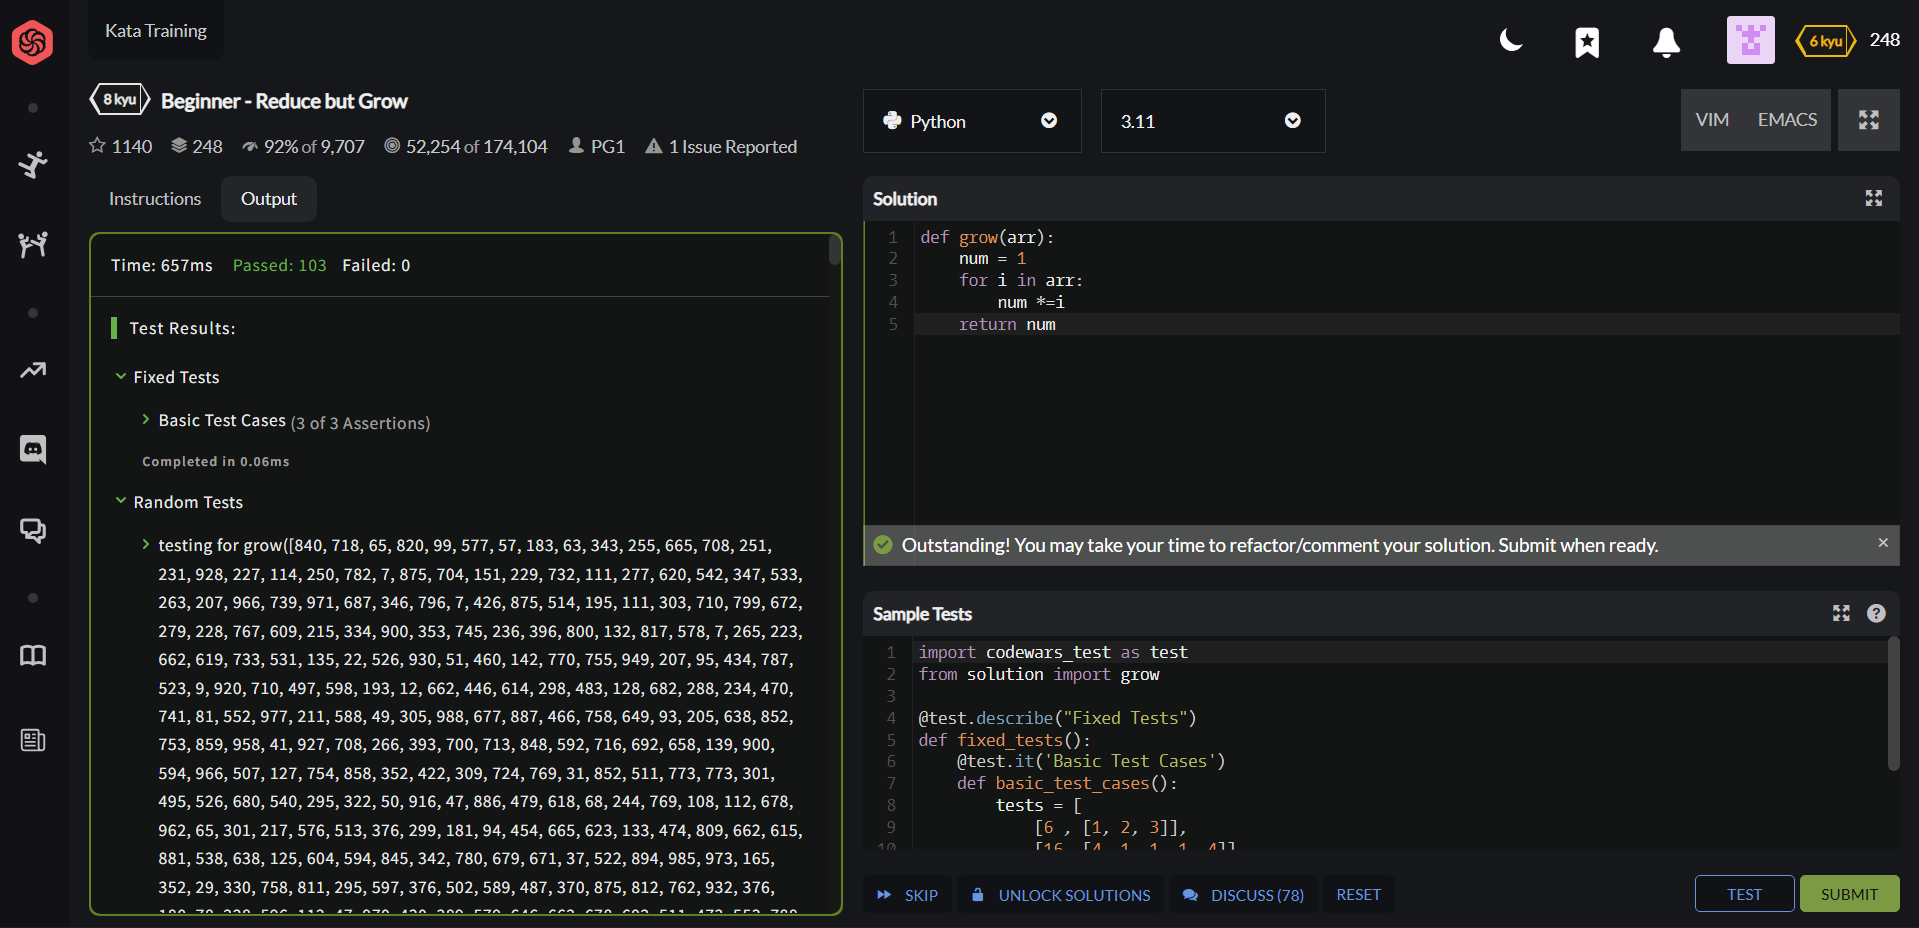 Kata Training
6 kyu 248
8 kyu Beginner - Reduce but Grow
1140 248 92% of 9,707 52,254 of 174,104 PG1 1 Issue Reported
Python 3.11 VIM EMACS
Instructions Output
Time: 657ms Passed: 103 Failed: 0
Test Results:
Fixed Tests
Basic Test Cases (3 of 3 Assertions)
Completed in 0.06ms
Random Tests
testing for grow([840, 718, 65, 820, 99, 577, 57, 183, 63, 343, 255, 665, 708, 251,
231, 928, 227, 114, 250, 782, 7, 875, 704, 151, 229, 732, 111, 277, 620, 542, 347, 533,
263, 207, 966, 739, 971, 687, 346, 796, 7, 426, 875, 514, 195, 111, 303, 710, 799, 672,
279, 228, 767, 609, 215, 334, 900, 353, 745, 236, 396, 800, 132, 817, 578, 7, 265, 223,
662, 619, 733, 531, 135, 22, 526, 930, 51, 460, 142, 770, 755, 949, 207, 95, 434, 787,
523, 9, 920, 710, 497, 598, 193, 12, 662, 446, 614, 298, 483, 128, 682, 288, 234, 470,
741, 81, 552, 977, 211, 588, 49, 305, 988, 677, 887, 466, 758, 649, 93, 205, 638, 852,
753, 859, 958, 41, 927, 708, 266, 393, 700, 713, 848, 592, 716, 692, 658, 139, 900,
594, 966, 507, 127, 754, 858, 352, 422, 309, 724, 769, 31, 852, 511, 773, 773, 301,
495, 526, 680, 540, 295, 322, 50, 916, 47, 886, 479, 618, 68, 244, 769, 108, 112, 678,
962, 65, 301, 217, 576, 513, 376, 299, 181, 94, 454, 665, 623, 133, 474, 809, 662, 615,
881, 538, 638, 125, 604, 594, 845, 342, 780, 679, 671, 37, 522, 894, 985, 973, 165,
352, 29, 330, 758, 811, 295, 597, 376, 502, 589, 487, 370, 875, 812, 762, 932, 376,
Solution
1 def grow(arr):
2 num = 1
3 for i in arr:
4 num *=i
5 return num
Outstanding! You may take your time to refactor/comment your solution. Submit when ready. ×
Sample Tests ?
1 import codewars_test as test
2 from solution import grow
3
4 @test.describe("Fixed Tests")
5 def fixed_tests():
6 @test.it('Basic Test Cases')
7 def basic_test_cases():
8 tests = [
9 [6 , [1, 2, 3]],
10 [16, [4, 1, 1, 1, 4]]
SKIP UNLOCK SOLUTIONS DISCUSS (78) RESET TEST SUBMIT